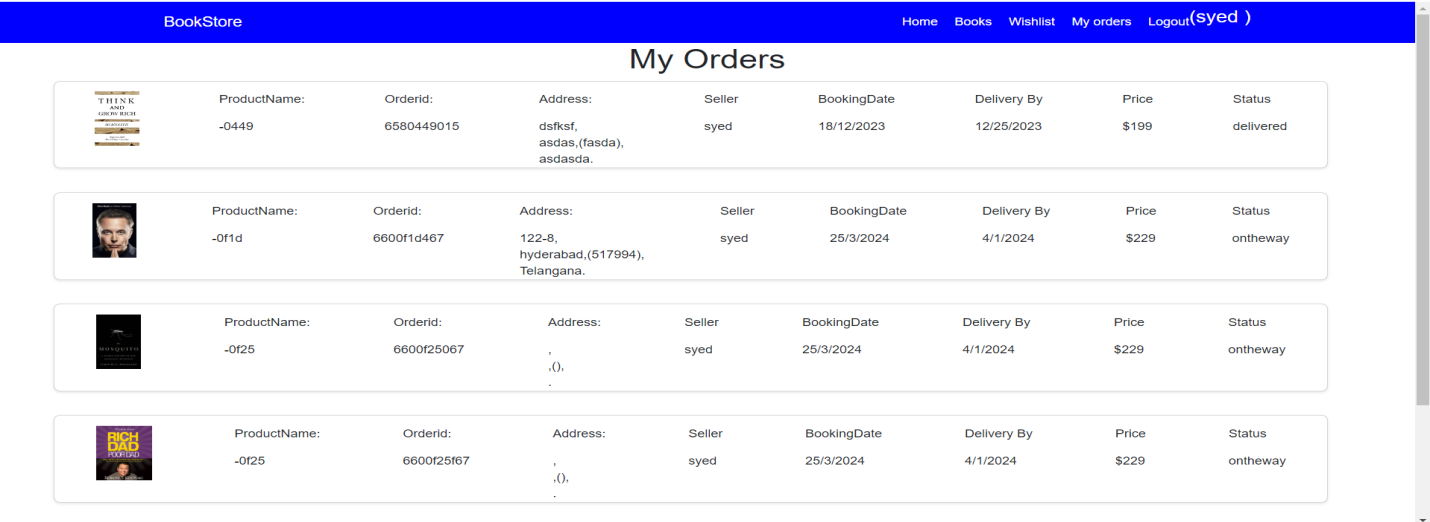 BookStore Home Books Wishlist My orders Logout(syed )
My Orders
THINK
AND
GROW RICH
ProductName: Orderid: Address: Seller BookingDate Delivery By Price Status
-0449 6580449015 dsfksf, syed 18/12/2023 12/25/2023 $199 delivered
asdas,(fasda),
asdasda.
ProductName: Orderid: Address: Seller BookingDate Delivery By Price Status
-0f1d 6600f1d467 122-8, syed 25/3/2024 4/1/2024 $229 ontheway
hyderabad,(517994),
Telangana.
MOSQUITO
ProductName: Orderid: Address: Seller BookingDate Delivery By Price Status
-0f25 6600f25067 , syed 25/3/2024 4/1/2024 $229 ontheway
,(),
.
RICH
DAD
POOR DAD
ProductName: Orderid: Address: Seller BookingDate Delivery By Price Status
-0f25 6600f25f67 , syed 25/3/2024 4/1/2024 $229 ontheway
,(),
.